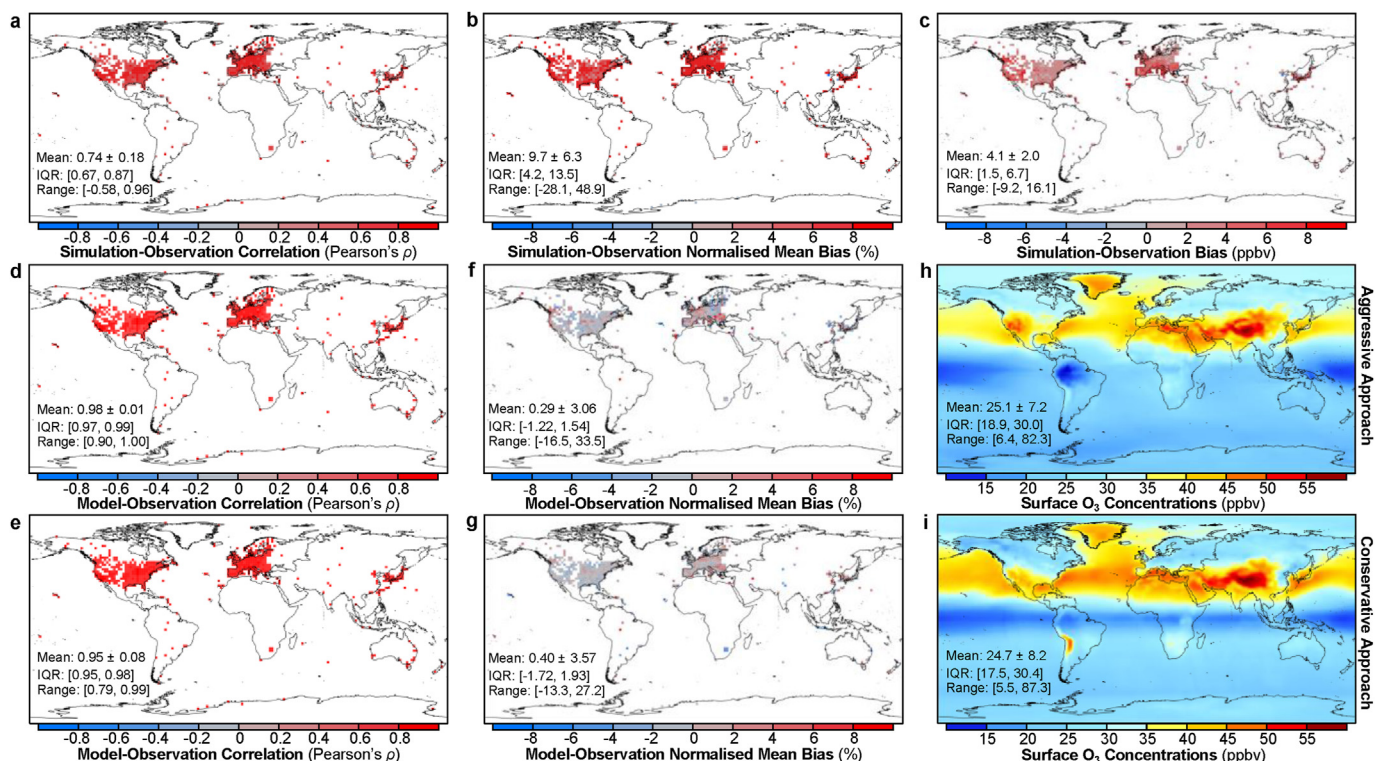 a
Mean: 0.74 ± 0.18
IQR: [0.67, 0.87]
Range: [-0.58, 0.96]
-0.8 -0.6 -0.4 -0.2 0 0.2 0.4 0.6 0.8
Simulation-Observation Correlation (Pearson's ρ)
b
Mean: 9.7 ± 6.3
IQR: [4.2, 13.5]
Range: [-28.1, 48.9]
-8 -6 -4 -2 0 2 4 6 8
Simulation-Observation Normalised Mean Bias (%)
c
Mean: 4.1 ± 2.0
IQR: [1.5, 6.7]
Range: [-9.2, 16.1]
-8 -6 -4 -2 0 2 4 6 8
Simulation-Observation Bias (ppbv)
d
Mean: 0.98 ± 0.01
IQR: [0.97, 0.99]
Range: [0.90, 1.00]
-0.8 -0.6 -0.4 -0.2 0 0.2 0.4 0.6 0.8
Model-Observation Correlation (Pearson's ρ)
f
Mean: 0.29 ± 3.06
IQR: [-1.22, 1.54]
Range: [-16.5, 33.5]
-8 -6 -4 -2 0 2 4 6 8
Model-Observation Normalised Mean Bias (%)
h
Mean: 25.1 ± 7.2
IQR: [18.9, 30.0]
Range: [6.4, 82.3]
15 25 30 35 40 45 50 55
Surface O₃ Concentrations (ppbv)
Aggressive Approach
e
Mean: 0.95 ± 0.08
IQR: [0.95, 0.98]
Range: [0.79, 0.99]
-0.8 -0.6 -0.4 -0.2 0 0.2 0.4 0.6 0.8
Model-Observation Correlation (Pearson's ρ)
g
Mean: 0.40 ± 3.57
IQR: [-1.72, 1.93]
Range: [-13.3, 27.2]
-8 -6 -4 -2 0 2 4 6 8
Model-Observation Normalised Mean Bias (%)
i
Mean: 24.7 ± 8.2
IQR: [17.5, 30.4]
Range: [5.5, 87.3]
15 25 30 35 40 45 50 55
Surface O₃ Concentrations (ppbv)
Conservative Approach